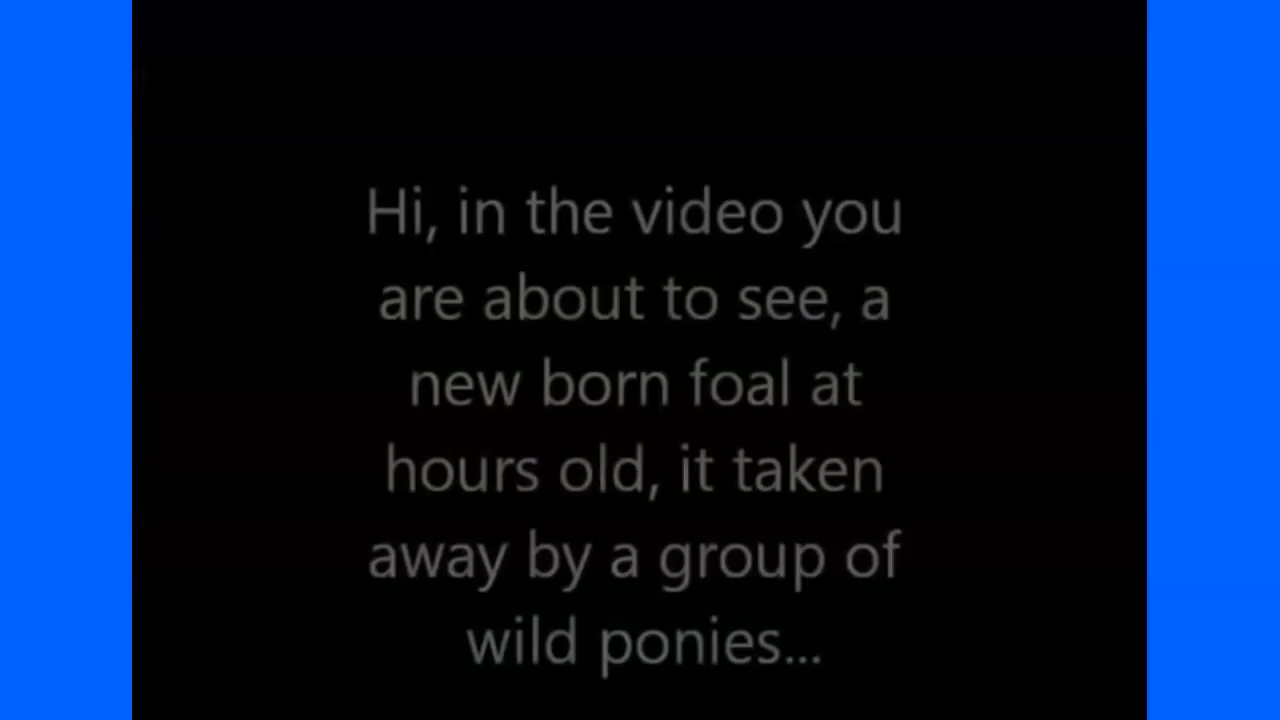 Hi, in the video you
are about to see, a
new born foal at
hours old, it taken
away by a group of
wild ponies...